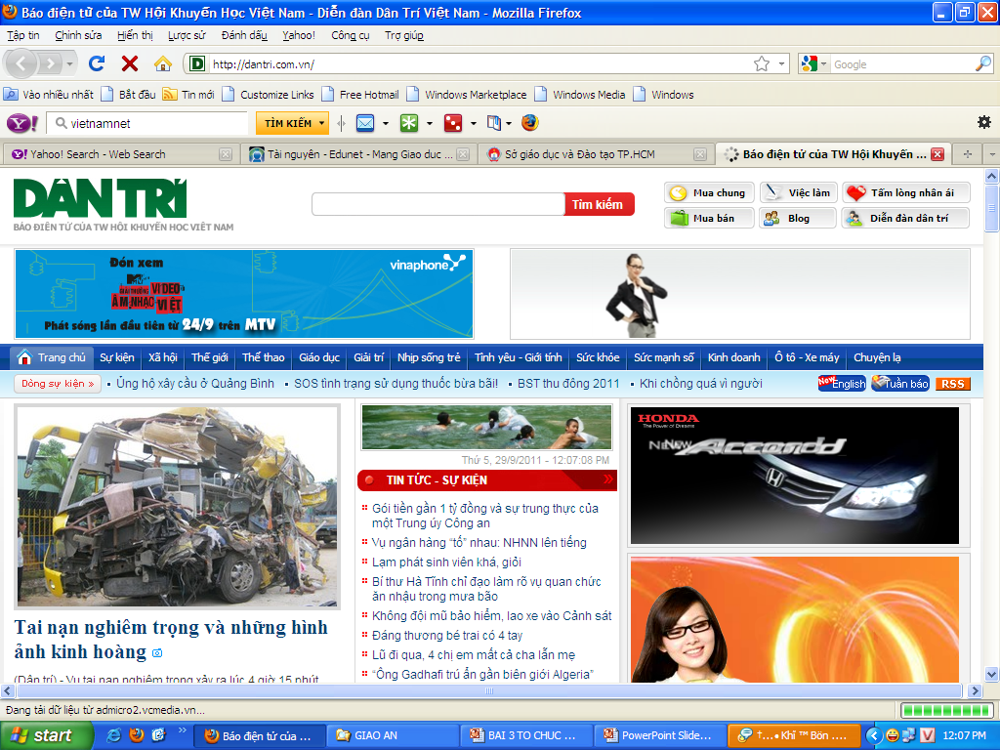 Báo điện tử của TW Hội Khuyến Học Việt Nam - Diễn đàn Dân Trí Việt Nam - Mozilla Firefox
Tập tin Chỉnh sửa Hiển thị Lược sử Đánh dấu Yahoo! Công cụ Trợ giúp
D http://dantri.com.vn/ Google
Vào nhiều nhất Bắt đầu Tin mới Customize Links Free Hotmail Windows Marketplace Windows Media Windows
Y! vietnamnet TÌM KIẾM
Yahoo! Search - Web Search Tài nguyên - Edunet - Mang Giao duc ... Sở giáo dục và Đào tạo TP.HCM Báo điện tử của TW Hội Khuyến ...
DÂN TRÍ
BÁO ĐIỆN TỬ CỦA TW HỘI KHUYẾN HỌC VIỆT NAM
Tìm kiếm
Mua chung Việc làm Tấm lòng nhân ái
Mua bán Blog Diễn đàn dân trí
Đón xem
vinaphone
MTV
GIẢI THƯỞNG VIDEO
ÂM NHẠC VIỆT
Phát sóng lần đầu tiên từ 24/9 trên MTV
Trang chủ Sự kiện Xã hội Thế giới Thể thao Giáo dục Giải trí Nhịp sống trẻ Tình yêu - Giới tính Sức khỏe Sức mạnh số Kinh doanh Ô tô - Xe máy Chuyện lạ
Dòng sự kiện » Ủng hộ xây cầu ở Quảng Bình SOS tình trạng sử dụng thuốc bừa bãi! BST thu đông 2011 Khi chồng quá vì người New English Tuần báo RSS
Thứ 5, 29/9/2011 - 12:07:08 PM
TIN TỨC - SỰ KIỆN
Gói tiền gần 1 tỷ đồng và sự trung thực của
một Trung úy Công an
Vụ ngân hàng “tố” nhau: NHNN lên tiếng
Lạm phát sinh viên khá, giỏi
Bí thư Hà Tĩnh chỉ đạo làm rõ vụ quan chức
ăn nhậu trong mưa bão
Không đội mũ bảo hiểm, lao xe vào Cảnh sát
Đáng thương bé trai có 4 tay
Lũ đi qua, 4 chị em mất cả cha lẫn mẹ
“Ông Gadhafi trú ẩn gần biên giới Algeria”
HONDA
The Power of Dreams
Tai nạn nghiêm trọng và những hình
ảnh kinh hoàng
(Dân trí) - Vụ tai nạn nghiêm trọng xảy ra lúc 4 giờ 15 phút
Đang tải dữ liệu từ admicro2.vcmedia.vn...
start Báo điện tử của ... GIAO AN BAI 3 TO CHUC ... PowerPoint Slide... †...•Khĩ ™ Bön .... V 12:07 PM